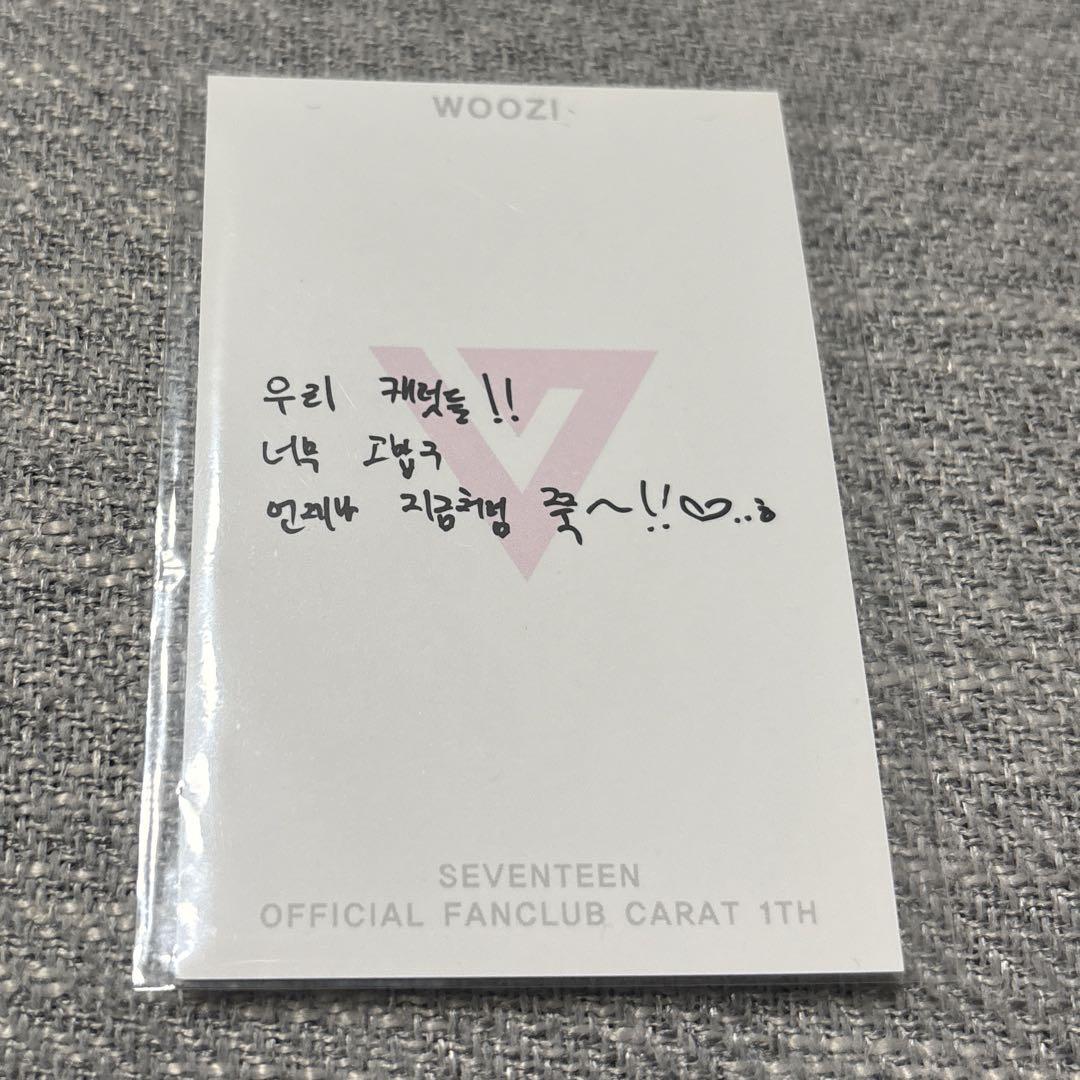 WOOZI
우리 캐럿들!!
너무 고맙구
언제나 지금처럼 쭉~!!♡..ㅎ
SEVENTEEN
OFFICIAL FANCLUB CARAT 1TH